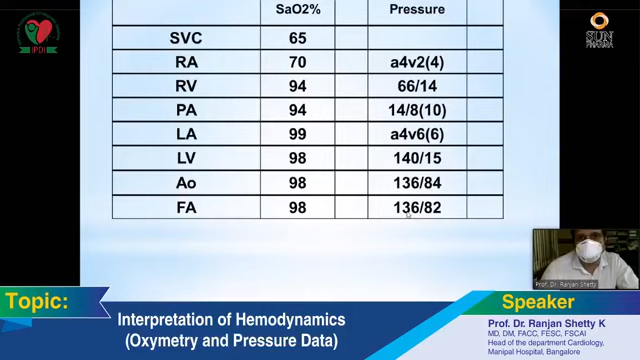 SaO2% Pressure
SVC 65
RA 70 a4v2(4)
RV 94 66/14
PA 94 14/8(10)
LA 99 a4v6(6)
LV 98 140/15
Ao 98 136/84
FA 98 136/82
IPDI
SUN
PHARMA
Prof. Dr. Ranjan Shetty
Topic:
Interpretation of Hemodynamics
(Oxymetry and Pressure Data)
Speaker
Prof. Dr. Ranjan Shetty K
MD, DM, FACC, FESC, FSCAI
Head of the department Cardiology,
Manipal Hospital, Bangalore